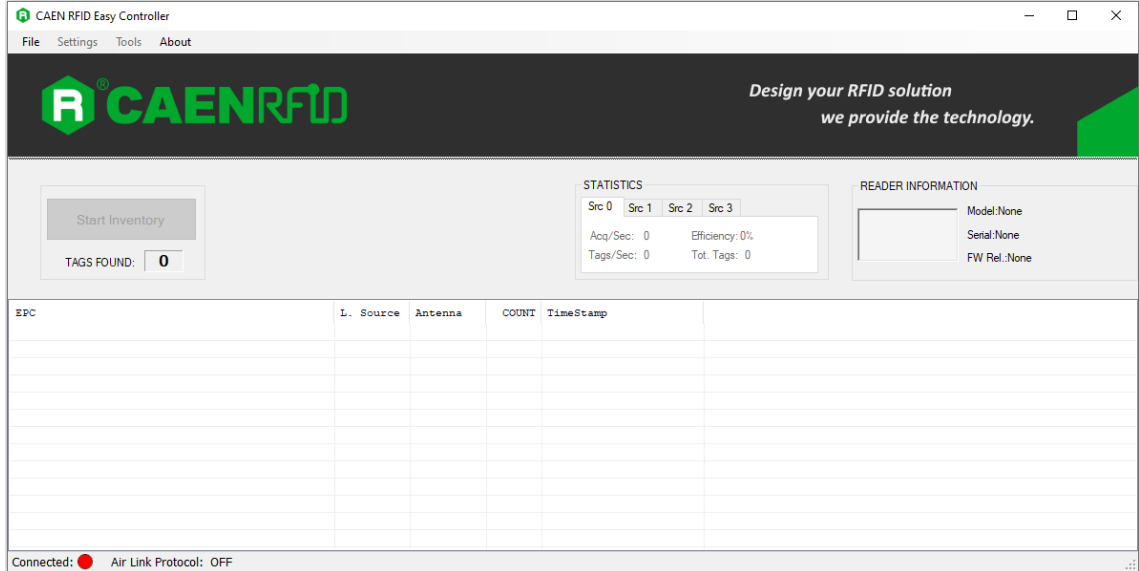 CAEN RFID Easy Controller
File Settings Tools About
R ® CAENRFID
Design your RFID solution
we provide the technology.
Start Inventory
TAGS FOUND: 0
STATISTICS
Src 0 Src 1 Src 2 Src 3
Acq/Sec: 0 Efficiency: 0%
Tags/Sec: 0 Tot. Tags: 0
READER INFORMATION
Model:None
Serial:None
FW Rel.:None
EPC L. Source Antenna COUNT TimeStamp
Connected: Air Link Protocol: OFF